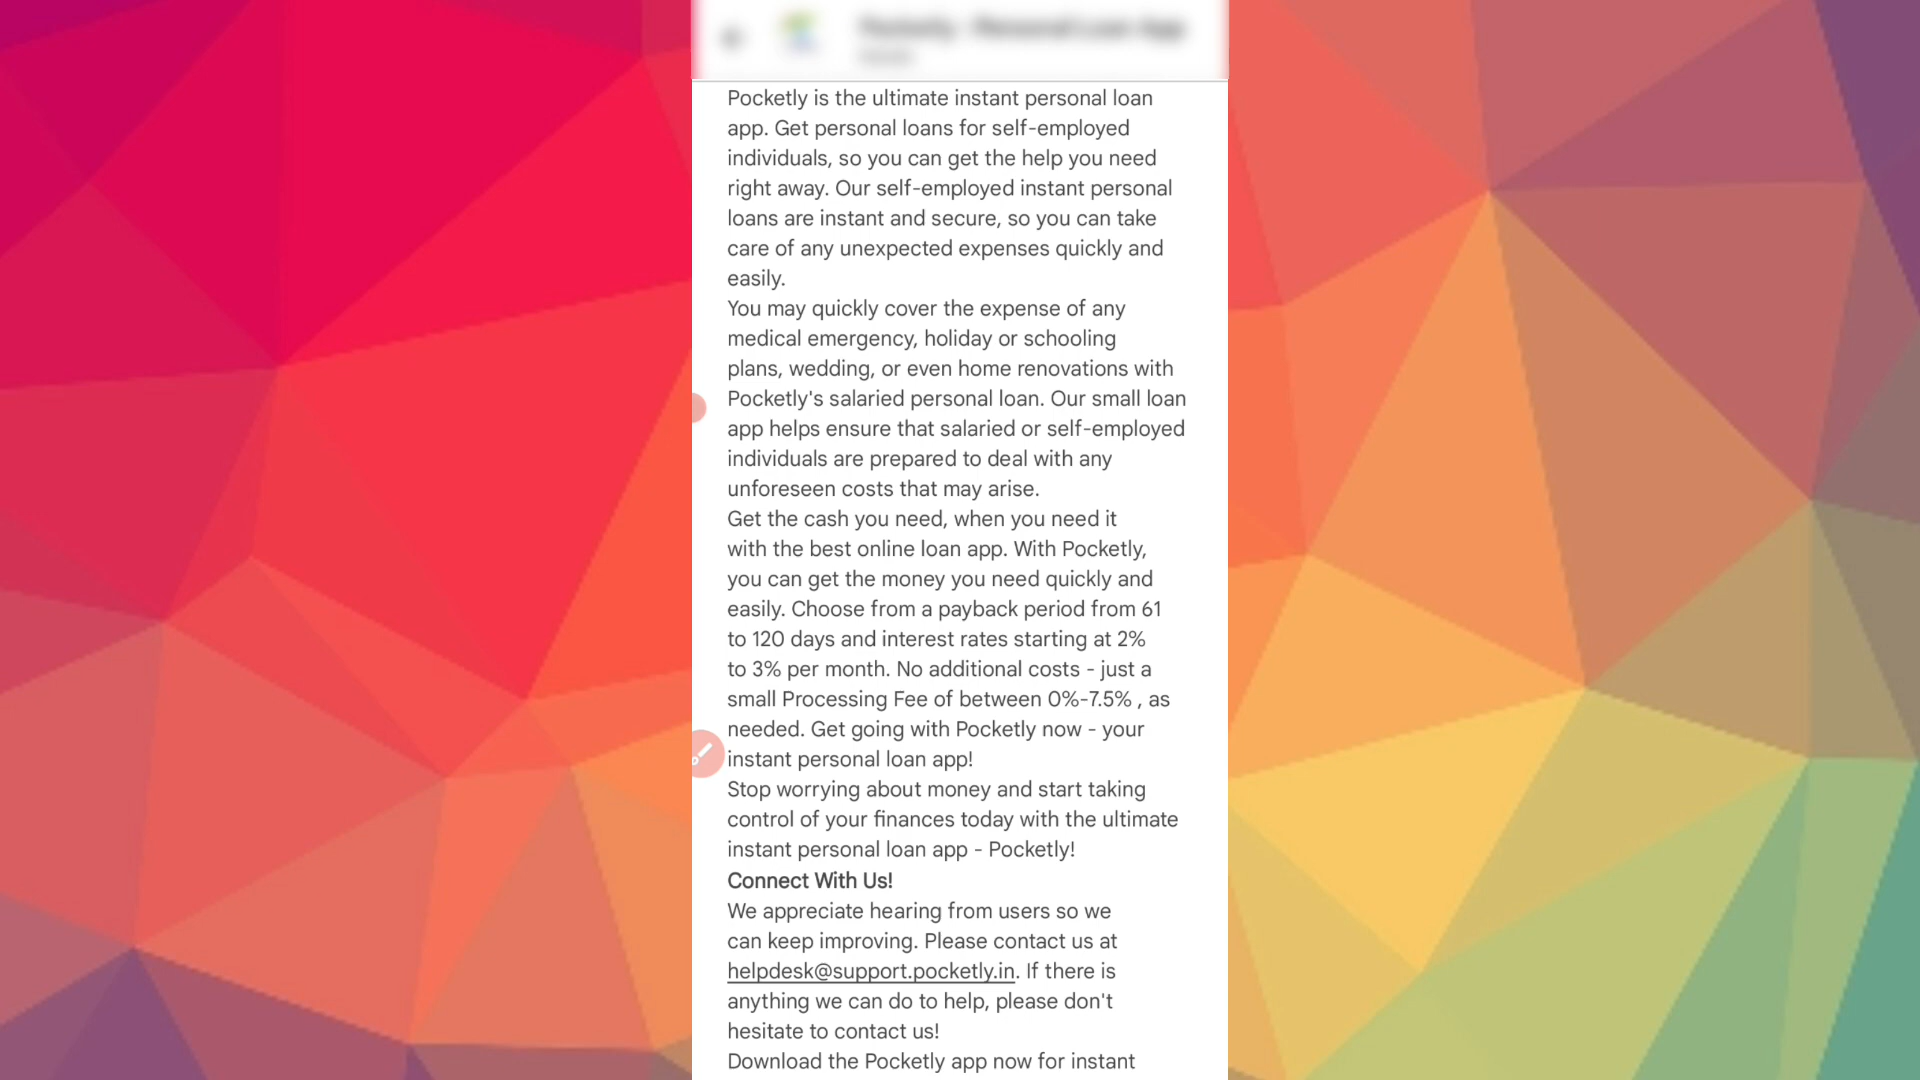 Pocketly - Personal Loan App
Pocketly is the ultimate instant personal loan
app. Get personal loans for self-employed
individuals, so you can get the help you need
right away. Our self-employed instant personal
loans are instant and secure, so you can take
care of any unexpected expenses quickly and
easily.
You may quickly cover the expense of any
medical emergency, holiday or schooling
plans, wedding, or even home renovations with
Pocketly's salaried personal loan. Our small loan
app helps ensure that salaried or self-employed
individuals are prepared to deal with any
unforeseen costs that may arise.
Get the cash you need, when you need it
with the best online loan app. With Pocketly,
you can get the money you need quickly and
easily. Choose from a payback period from 61
to 120 days and interest rates starting at 2%
to 3% per month. No additional costs - just a
small Processing Fee of between 0%-7.5% , as
needed. Get going with Pocketly now - your
instant personal loan app!
Stop worrying about money and start taking
control of your finances today with the ultimate
instant personal loan app - Pocketly!
Connect With Us!
We appreciate hearing from users so we
can keep improving. Please contact us at
helpdesk@support.pocketly.in. If there is
anything we can do to help, please don't
hesitate to contact us!
Download the Pocketly app now for instant